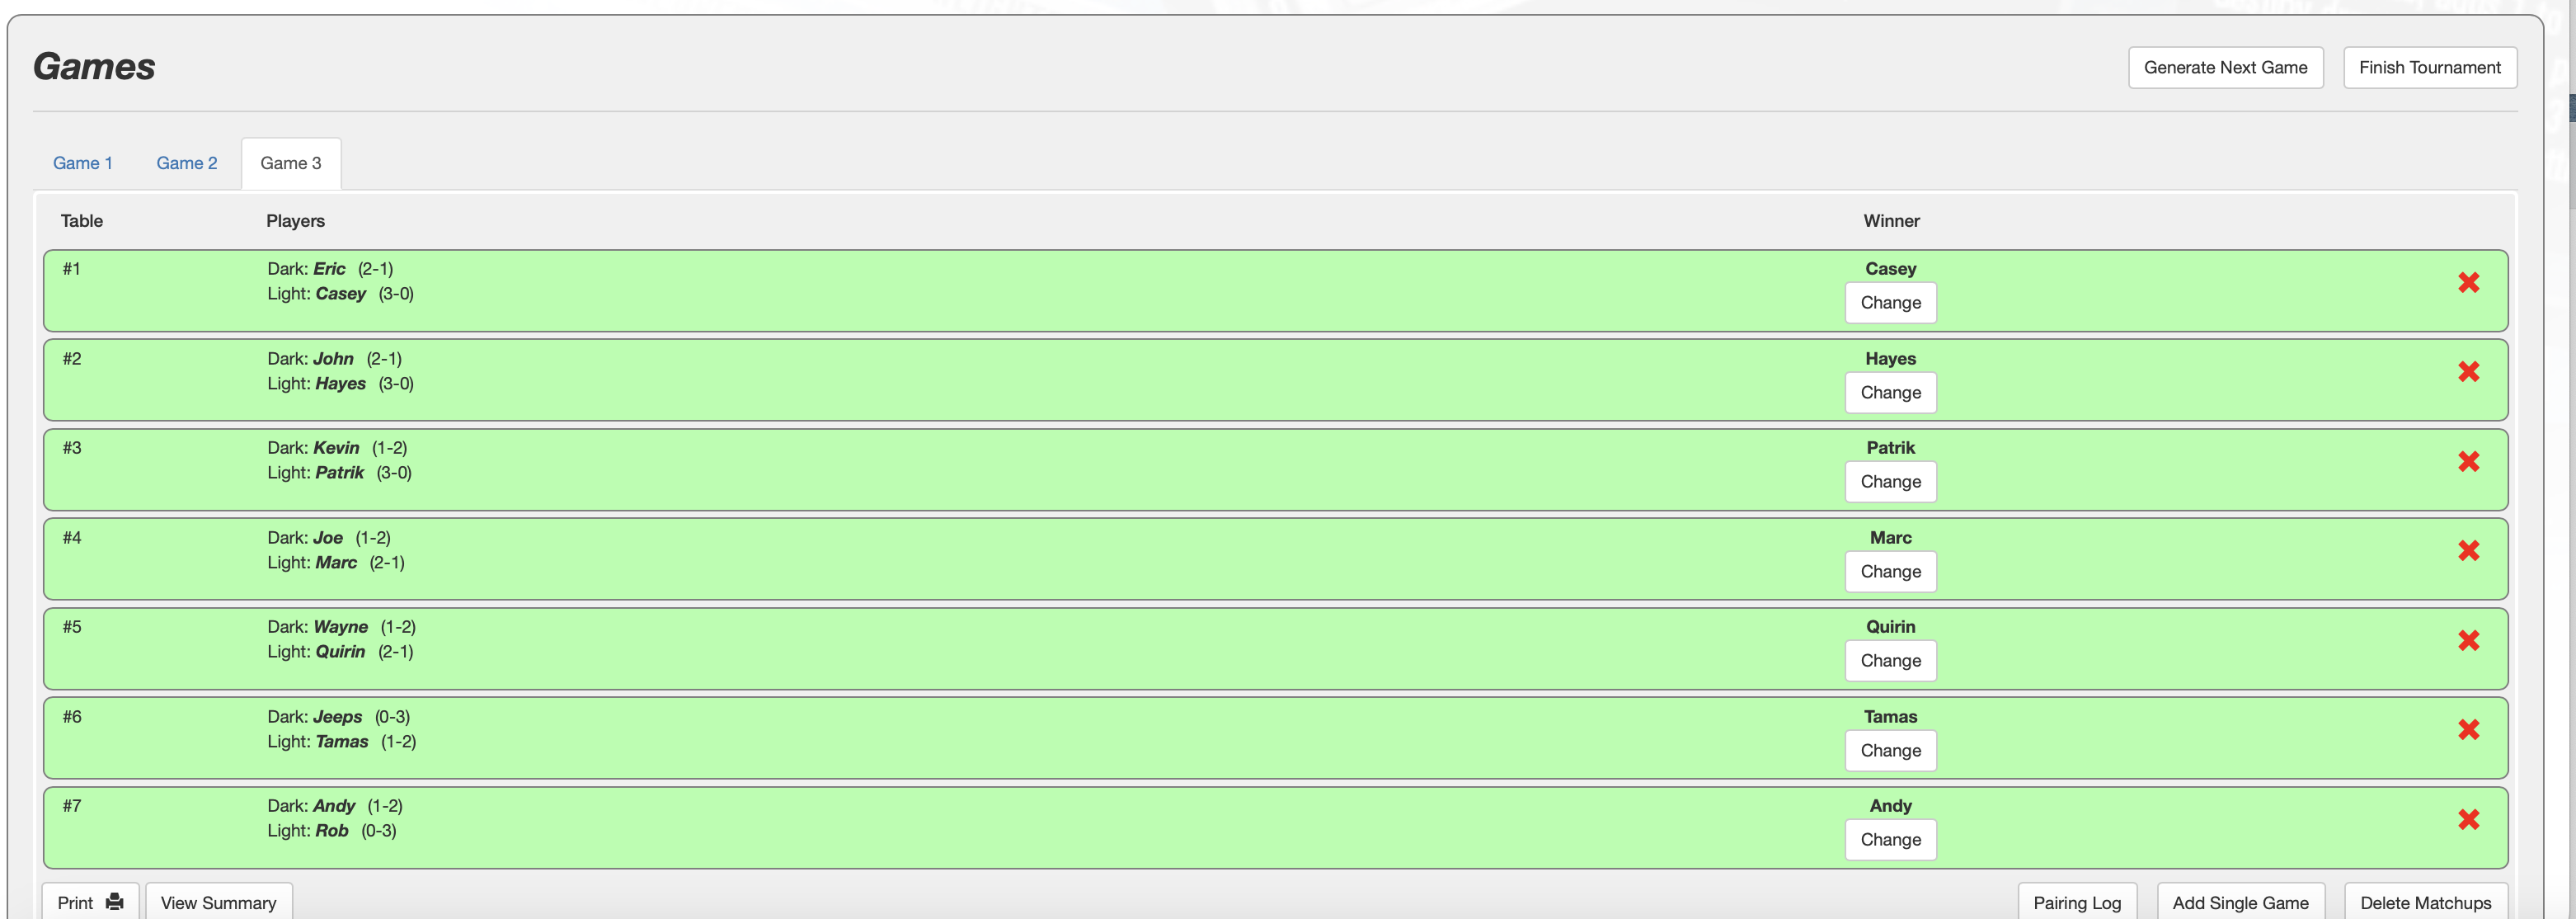 Games
Generate Next Game
Finish Tournament
Game 1
Game 2
Game 3
Table
Players
Winner
#1
Dark: Eric (2-1)
Light: Casey (3-0)
Casey
Change
#2
Dark: John (2-1)
Light: Hayes (3-0)
Hayes
Change
#3
Dark: Kevin (1-2)
Light: Patrik (3-0)
Patrik
Change
#4
Dark: Joe (1-2)
Light: Marc (2-1)
Marc
Change
#5
Dark: Wayne (1-2)
Light: Quirin (2-1)
Quirin
Change
#6
Dark: Jeeps (0-3)
Light: Tamas (1-2)
Tamas
Change
#7
Dark: Andy (1-2)
Light: Rob (0-3)
Andy
Change
Print
View Summary
Pairing Log
Add Single Game
Delete Matchups